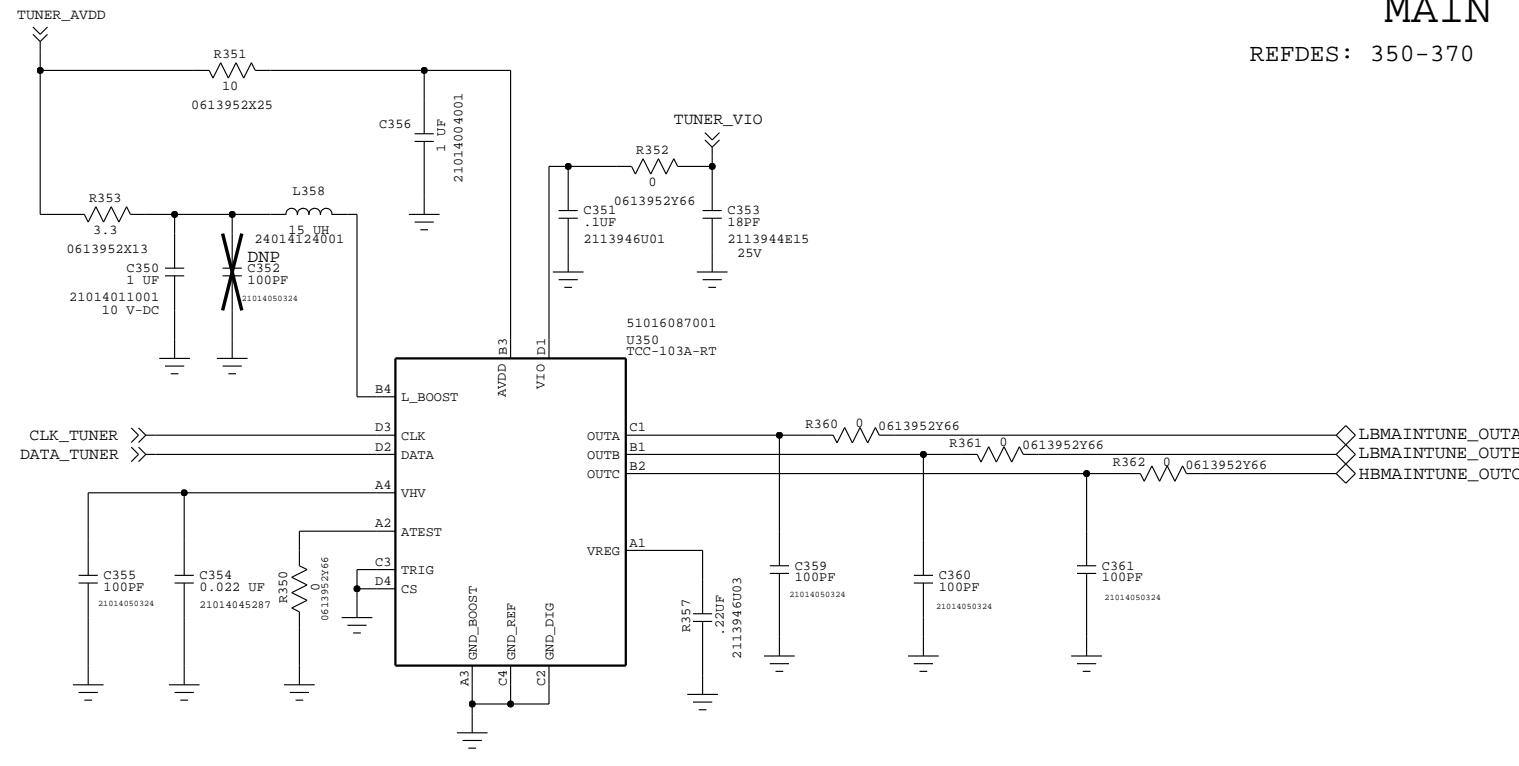 MAIN
REFDES: 350-370
TUNER_AVDD
R351
10
0613952X25
C356
1 UF
21014004001
TUNER_VIO
R352
0
0613952Y66
C351
.1UF
2113946U01
C353
18PF
2113944E15
25V
R353
3.3
0613952X13
L358
15 UH
24014124001
C350
1 UF
21014011001
10 V-DC
DNP
C352
100PF
21014050324
51016087001
U350
TCC-103A-RT
B3
AVDD
D1
VIO
B4
L_BOOST
CLK_TUNER
D3
CLK
DATA_TUNER
D2
DATA
A4
VHV
A2
ATEST
C3
TRIG
D4
CS
OUTA
C1
OUTB
B1
OUTC
B2
VREG
A1
GND_BOOST
GND_REF
GND_DIG
A3
C4
C2
R360
0
0613952Y66
LBMAINTUNE_OUTA
R361
0
0613952Y66
LBMAINTUNE_OUTB
R362
0
0613952Y66
HBMAINTUNE_OUTC
C355
100PF
21014050324
C354
0.022 UF
21014045287
R350
0
0613952Y66
R357
.22UF
2113946U03
C359
100PF
21014050324
C360
100PF
21014050324
C361
100PF
21014050324